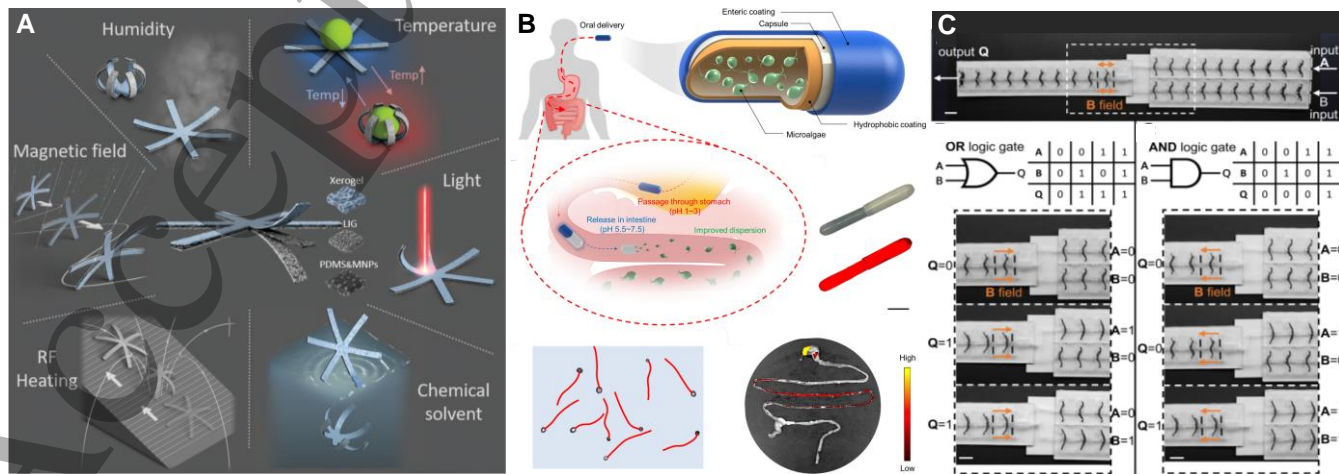 A
Humidity
Temperature
Temp↑
Temp↓
Magnetic field
Light
Xerogel
LIG
PDMS&MNPs
RF
Heating
Chemical
solvent
B
Oral delivery
Enteric coating
Capsule
Microalgae
Hydrophobic coating
Passage through stomach
(pH 1~3)
Release in intestine
(pH 5.5~7.5)
Improved dispersion
High
Low
C
output Q
input
A
B
input
B field
OR logic gate
A
B
Q
A 0 0 1 1
B 0 1 0 1
Q 0 1 1 1
Q=0
B field
A=0
B=0
Q=1
A=1
B=0
Q=1
A=0
B=1
AND logic gate
A
B
Q
A 0 0 1 1
B 0 1 0 1
Q 0 0 0 1
Q=0
B field
A=
B=
Q=0
A=
B=
Q=1
A=
B=